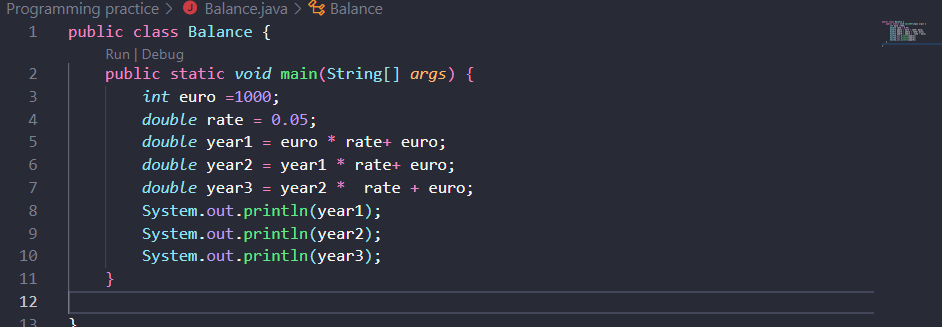 Programming practice > Balance.java > Balance
1 public class Balance {
Run | Debug
2 public static void main(String[] args) {
3 int euro =1000;
4 double rate = 0.05;
5 double year1 = euro * rate+ euro;
6 double year2 = year1 * rate+ euro;
7 double year3 = year2 *  rate + euro;
8 System.out.println(year1);
9 System.out.println(year2);
10 System.out.println(year3);
11 }
12
13 }